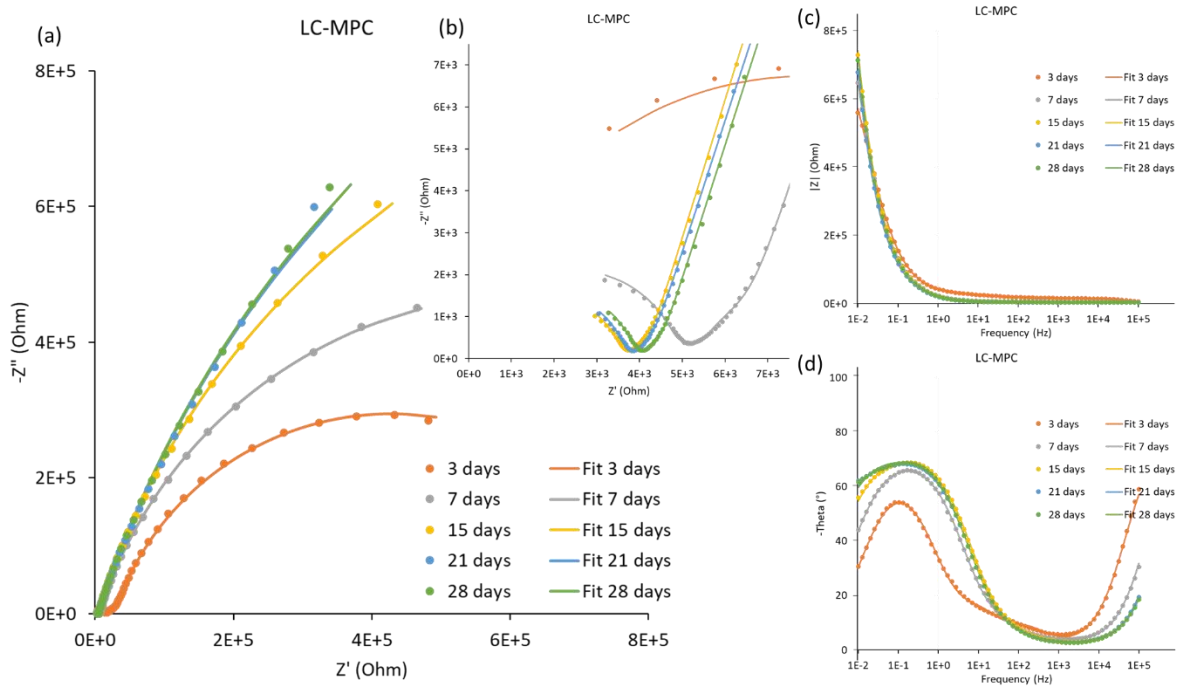 (a)
LC-MPC
8E+5
6E+5
4E+5
2E+5
0E+0
-Z'' (Ohm)
0E+0 2E+5 4E+5 6E+5 8E+5
Z' (Ohm)
3 days Fit 3 days
7 days Fit 7 days
15 days Fit 15 days
21 days Fit 21 days
28 days Fit 28 days
(b)
LC-MPC
7E+3
6E+3
5E+3
4E+3
3E+3
2E+3
1E+3
0E+0
-Z'' (Ohm)
0E+0 1E+3 2E+3 3E+3 4E+3 5E+3 6E+3 7E+3
Z' (Ohm)
(c)
LC-MPC
8E+5
6E+5
4E+5
2E+5
0E+0
|Z| (Ohm)
3 days Fit 3 days
7 days Fit 7 days
15 days Fit 15 days
21 days Fit 21 days
28 days Fit 28 days
1E-2 1E-1 1E+0 1E+1 1E+2 1E+3 1E+4 1E+5
Frequency (Hz)
LC-MPC
(d)
100
80
60
40
20
0
-Theta (°)
3 days Fit 3 days
7 days Fit 7 days
15 days Fit 15 days
21 days Fit 21 days
28 days Fit 28 days
1E-2 1E-1 1E+0 1E+1 1E+2 1E+3 1E+4 1E+5
Frequency (Hz)